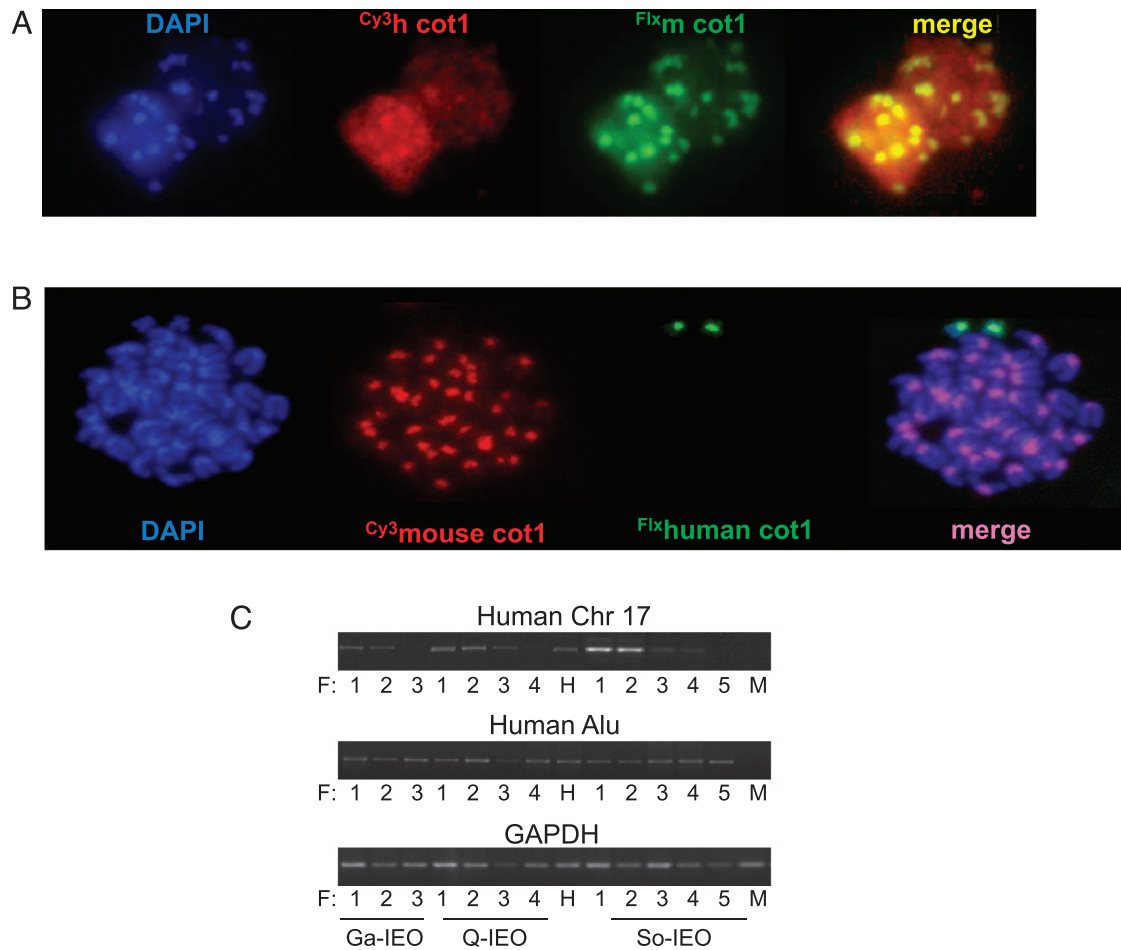 A
DAPI Cy3h cot1 Flxm cot1 merge
B
DAPI Cy3mouse cot1 Flxhuman cot1 merge
C
Human Chr 17
F: 1 2 3 1 2 3 4 H 1 2 3 4 5 M
Human Alu
F: 1 2 3 1 2 3 4 H 1 2 3 4 5 M
GAPDH
F: 1 2 3 1 2 3 4 H 1 2 3 4 5 M
Ga-IEO Q-IEO So-IEO